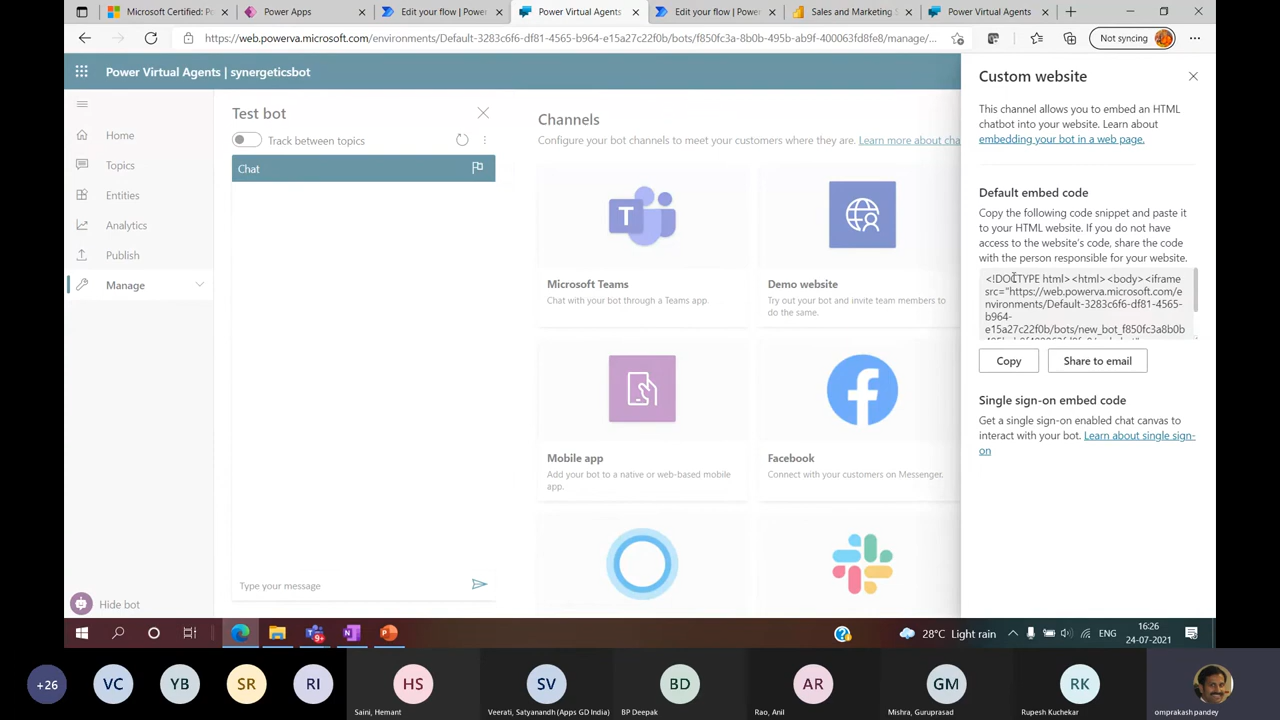 Microsoft Certified: Po
Power Apps
Edit your flow | Power
Power Virtual Agents
Edit your flow | Power
Sales and Marketing S
Power Virtual Agents
https://web.powerva.microsoft.com/environments/Default-3283c6f6-df81-4565-b964-e15a27c22f0b/bots/f850fc3a-8b0b-495b-ab9f-400063fd8fe8/manage/...
Not syncing
Power Virtual Agents | synergeticsbot
Home
Topics
Entities
Analytics
Publish
Manage
Hide bot
Test bot
Track between topics
Chat
Type your message
Channels
Configure your bot channels to meet your customers where they are. Learn more about cha
Microsoft Teams
Chat with your bot through a Teams app.
Demo website
Try out your bot and invite team members to
do the same.
Mobile app
Add your bot to a native or web-based mobile
app.
Facebook
Connect with your customers on Messenger.
Custom website
This channel allows you to embed an HTML
chatbot into your website. Learn about
embedding your bot in a web page.
Default embed code
Copy the following code snippet and paste it
to your HTML website. If you do not have
access to the website's code, share the code
with the person responsible for your website.
<!DOCTYPE html><html><body><iframe
src="https://web.powerva.microsoft.com/e
nvironments/Default-3283c6f6-df81-4565-
b964-
e15a27c22f0b/bots/new_bot_f850fc3a8b0b
Copy
Share to email
Single sign-on embed code
Get a single sign-on enabled chat canvas to
interact with your bot. Learn about single sign-
on
T
9+
28°C Light rain
ENG
16:26
24-07-2021
+26
VC
YB
SR
RI
HS
Saini, Hemant
SV
Veerati, Satyanandh (Apps GD India)
BD
BP Deepak
AR
Rao, Anil
GM
Mishra, Guruprasad
RK
Rupesh Kuchekar
omprakash pandey